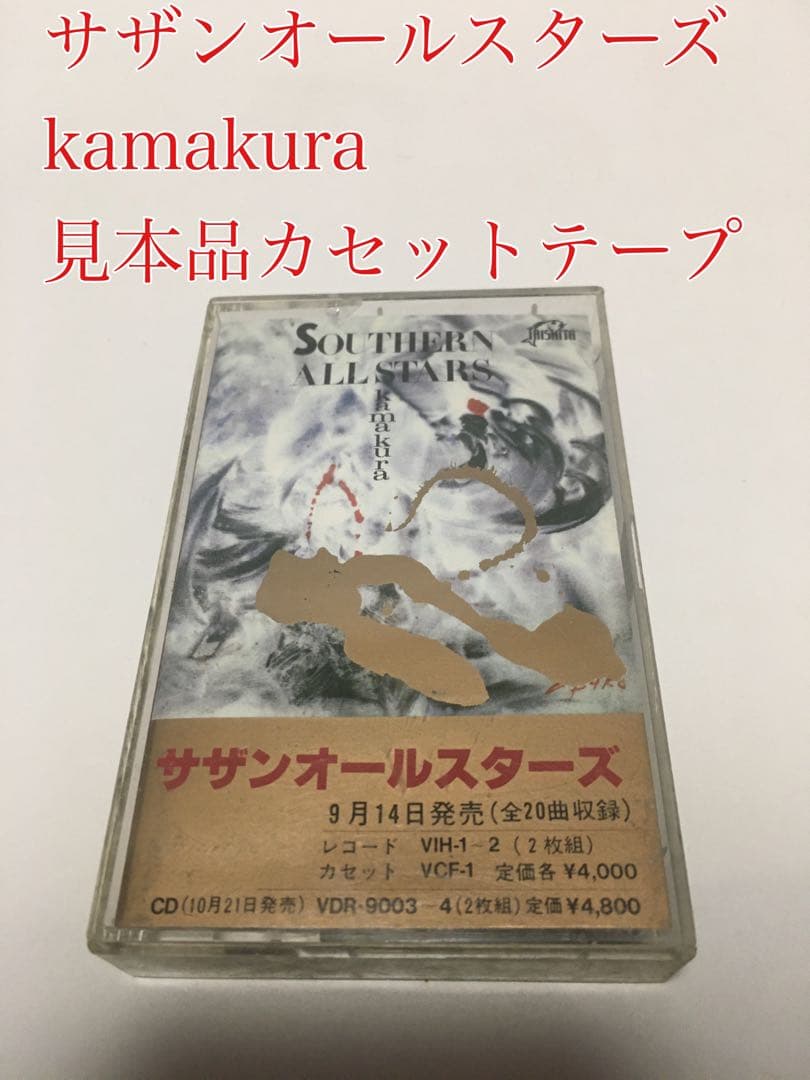 サザンオールスターズ
kamakura
見本品カセットテープ
SOUTHERN
ALL STARS
kamakura
TAISHITA
サザンオールスターズ
9月14日発売(全20曲収録)
レコード VIH-1~2(2枚組)
カセット VCF-1 定価各¥4,000
CD(10月21日発売) VDR-9003~4(2枚組)定価¥4,800